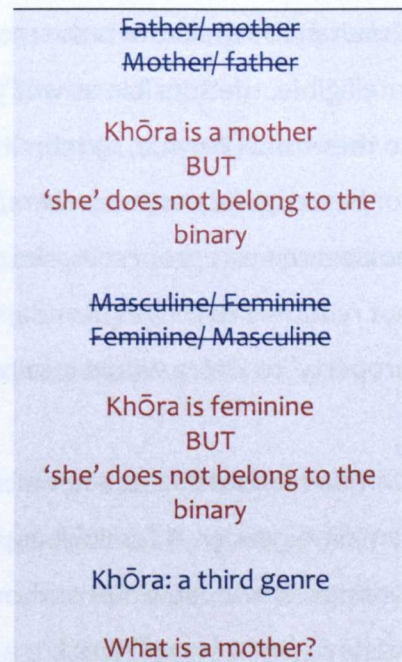 Father/ mother
Mother/ father
Khōra is a mother
BUT
‘she’ does not belong to the
binary
Masculine/ Feminine
Feminine/ Masculine
Khōra is feminine
BUT
‘she’ does not belong to the
binary
Khōra: a third genre
What is a mother?